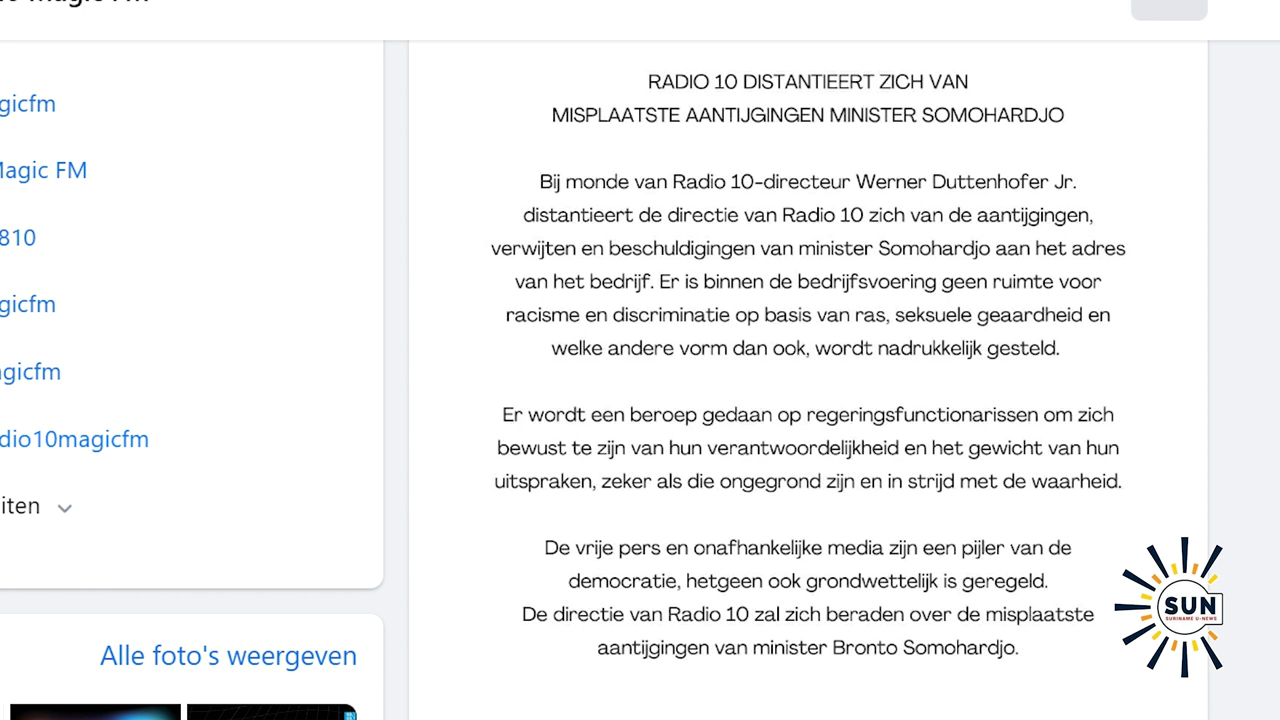 gicfm
Magic FM
810
gicfm
agicfm
dio10magicfm
iten
Alle foto's weergeven
RADIO 10 DISTANTIEERT ZICH VAN
MISPLAATSTE AANTIJGINGEN MINISTER SOMOHARDJO
Bij monde van Radio 10-directeur Werner Duttenhofer Jr.
distantieert de directie van Radio 10 zich van de aantijgingen,
verwijten en beschuldigingen van minister Somohardjo aan het adres
van het bedrijf. Er is binnen de bedrijfsvoering geen ruimte voor
racisme en discriminatie op basis van ras, seksuele geaardheid en
welke andere vorm dan ook, wordt nadrukkelijk gesteld.
Er wordt een beroep gedaan op regeringsfunctionarissen om zich
bewust te zijn van hun verantwoordelijkheid en het gewicht van hun
uitspraken, zeker als die ongegrond zijn en in strijd met de waarheid.
De vrije pers en onafhankelijke media zijn een pijler van de
democratie, hetgeen ook grondwettelijk is geregeld.
De directie van Radio 10 zal zich beraden over de misplaatste
aantijgingen van minister Bronto Somohardjo.
SUN
SURINAME U-NEWS